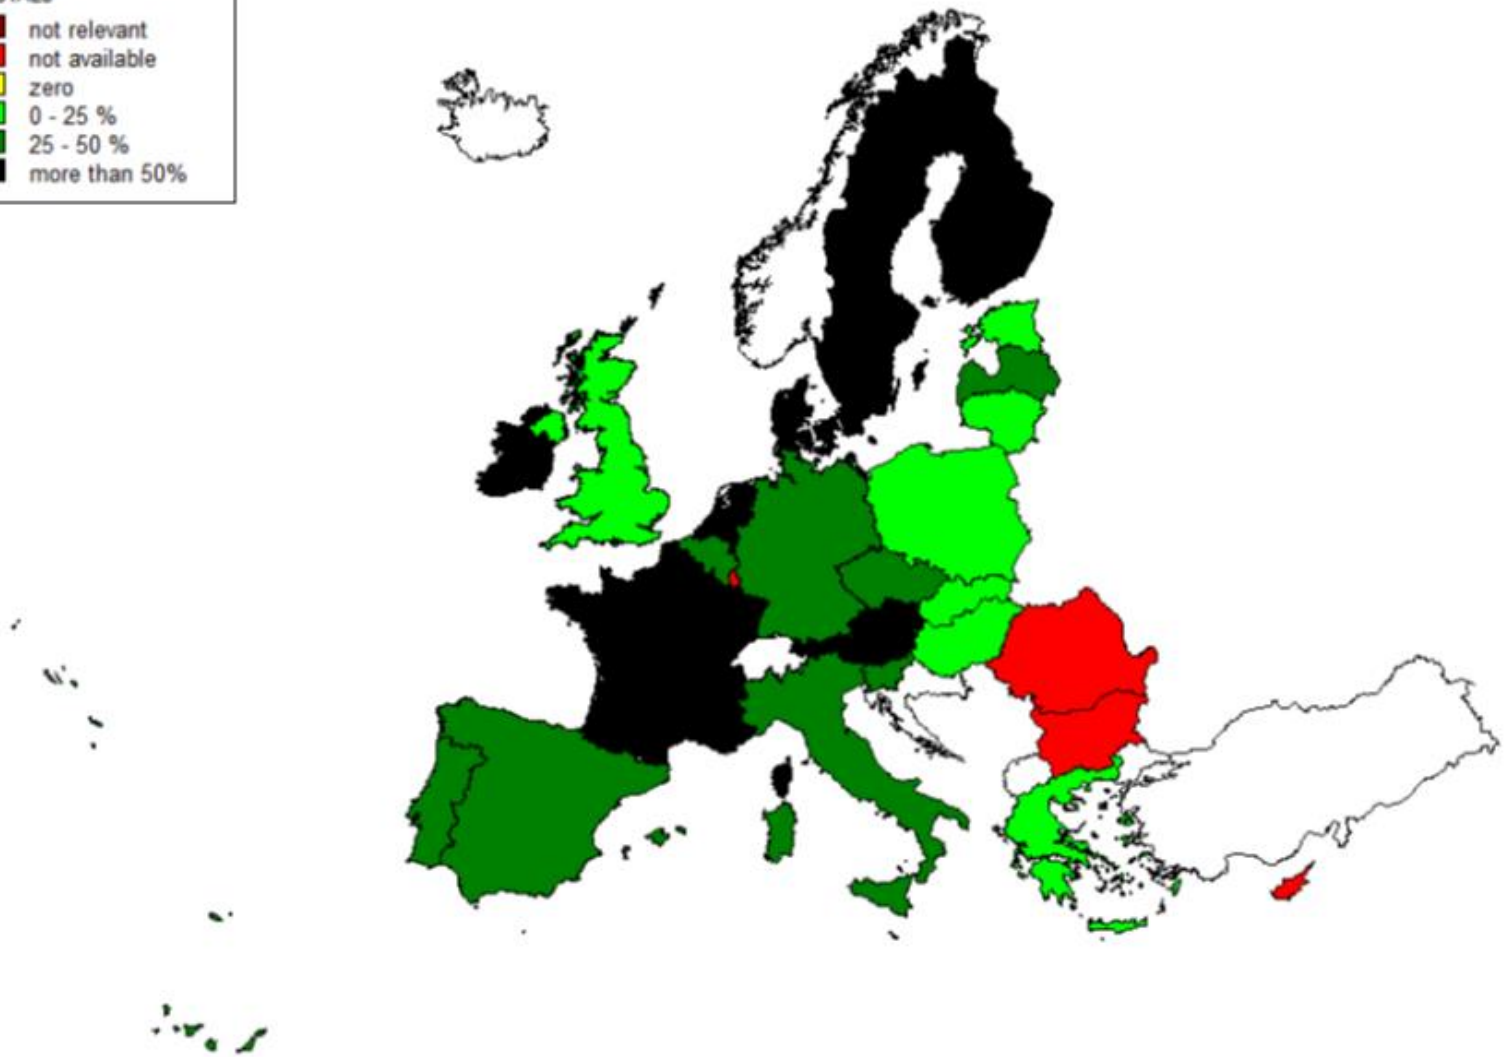 not relevant
not available
zero
0 - 25 %
25 - 50 %
more than 50%